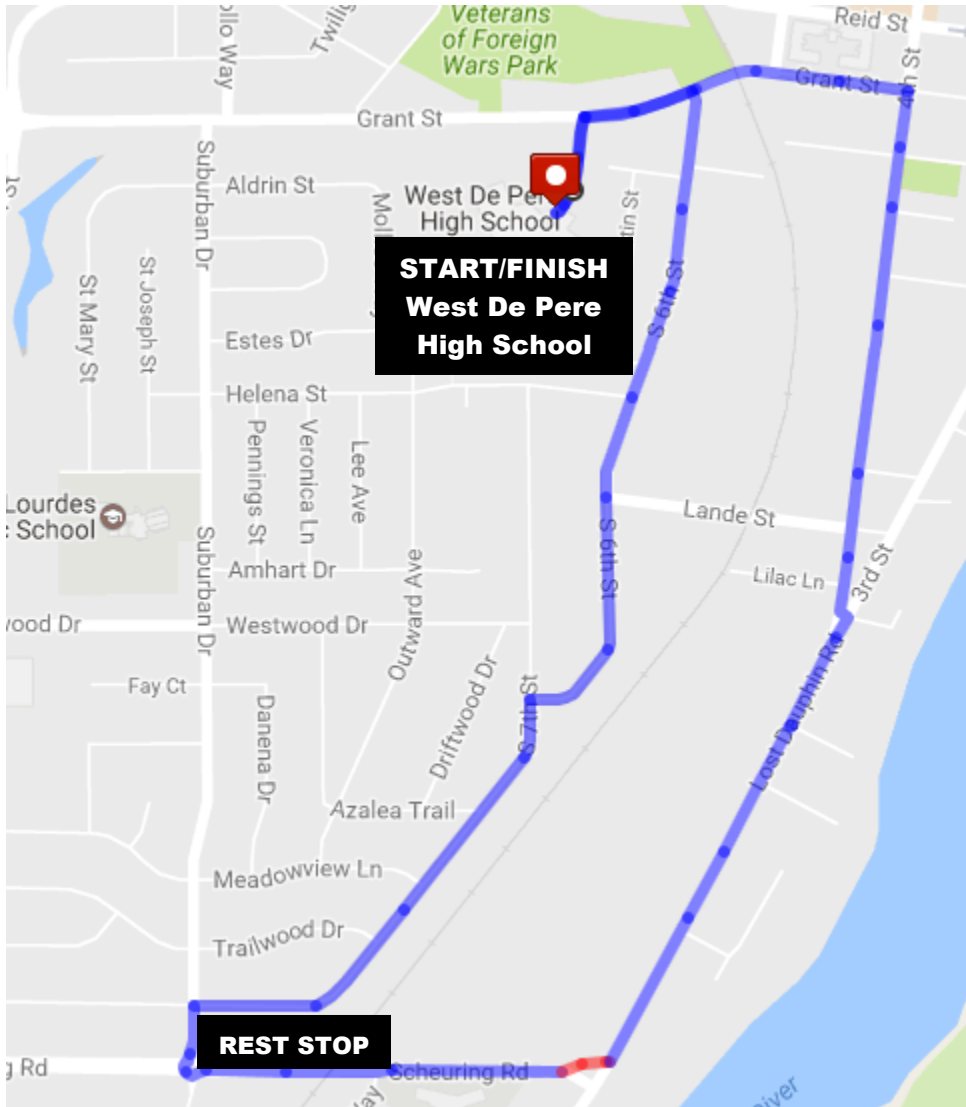 Veterans
of Foreign
Wars Park
Reid St
Grant St
4th St
Grant St
Suburban Dr
Aldrin St
West De Pere
High School
START/FINISH
West De Pere
High School
S 6th St
St Mary St
St Joseph St
Estes Dr
Helena St
Pennings St
Veronica Ln
Lee Ave
Lourdes
School
Lande St
S 6th St
Suburban Dr
Amhart Dr
Outward Ave
Lilac Ln
3rd St
Westwood Dr
Fay Ct
Danena Dr
Driftwood Dr
S 7th St
Lost Dauphin Rd
Azalea Trail
Meadowview Ln
Trailwood Dr
REST STOP
Scheuring Rd
River